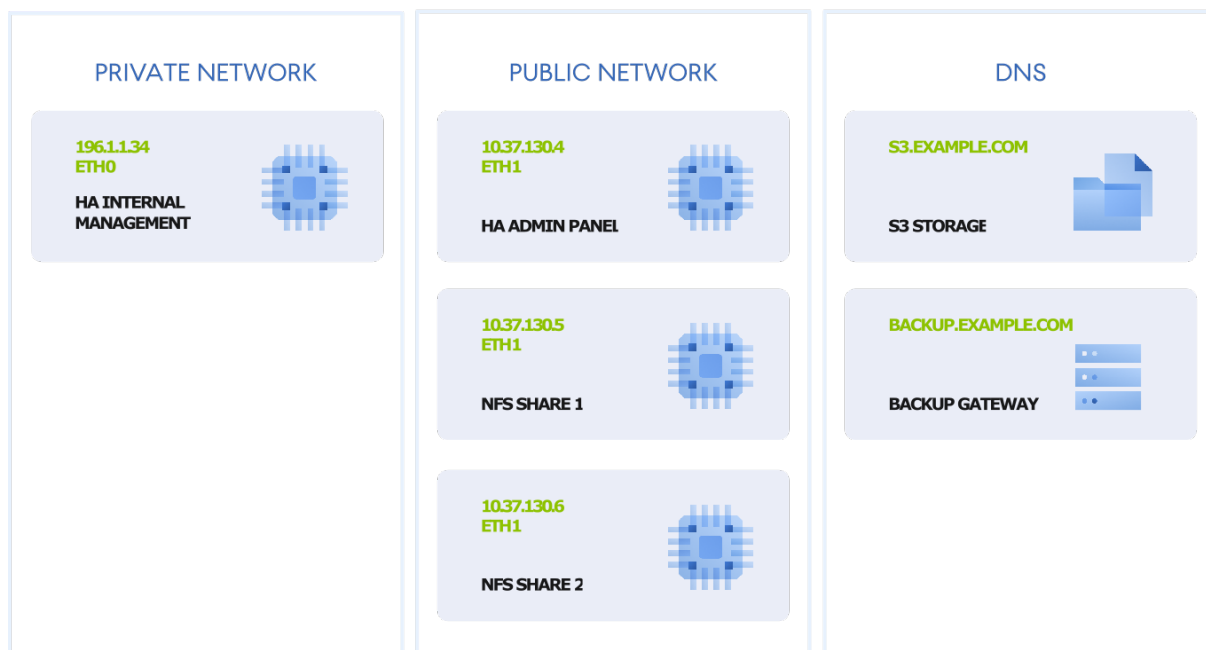 PRIVATE NETWORK
196.1.1.34
ETH0
HA INTERNAL
MANAGEMENT
PUBLIC NETWORK
10.37.130.4
ETH1
HA ADMIN PANEL
10.37.130.5
ETH1
NFS SHARE 1
10.37.130.6
ETH1
NFS SHARE 2
DNS
S3.EXAMPLE.COM
S3 STORAGE
BACKUP.EXAMPLE.COM
BACKUP GATEWAY